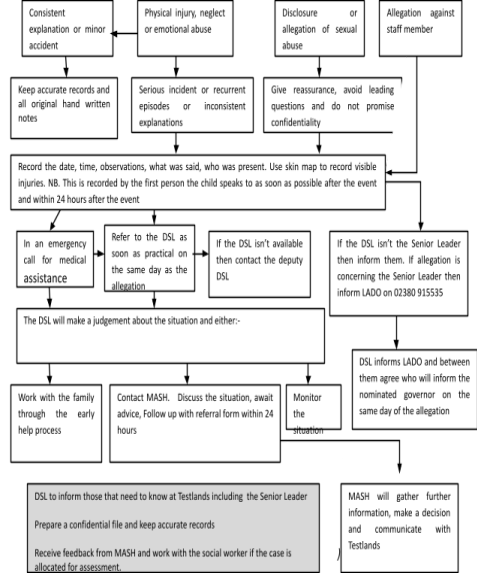 Consistent
explanation or minor
accident
Physical injury, neglect
or emotional abuse
Disclosure or
allegation of sexual
abuse
Allegation against
staff member
Keep accurate records and
all original hand written
notes
Serious incident or recurrent
episodes or inconsistent
explanations
Give reassurance, avoid leading
questions and do not promise
confidentiality
Record the date, time, observations, what was said, who was present. Use skin map to record visible
injuries. NB. This is recorded by the first person the child speaks to as soon as possible after the event
and within 24 hours after the event
In an emergency
call for medical
assistance
Refer to the DSL as
soon as practical on
the same day as the
allegation
If the DSL isn't available
then contact the deputy
DSL
If the DSL isn't the Senior Leader
then inform them. If allegation is
concerning the Senior Leader then
inform LADO on 02380 915535
The DSL will make a judgement about the situation and either:-
DSL informs LADO and between
them agree who will inform the
nominated governor on the
same day of the allegation
Work with the family
through the early
help process
Contact MASH. Discuss the situation, await
advice, Follow up with referral form within 24
hours
Monitor
the
situation
DSL to inform those that need to know at Testlands including the Senior Leader
Prepare a confidential file and keep accurate records
Receive feedback from MASH and work with the social worker if the case is
allocated for assessment.
)
MASH will gather further
information, make a decision
and communicate with
Testlands